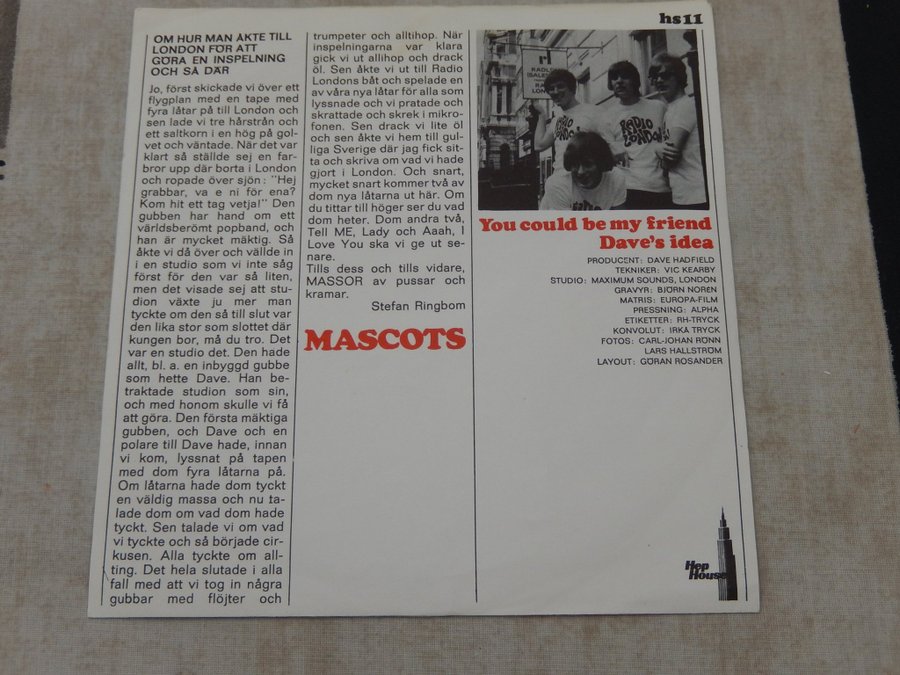 OM HUR MAN ÅKTE TILL
LONDON FÖR ATT
GÖRA EN INSPELNING
OCH SÅ DÄR
Jo, först skickade vi över ett
flygplan med en tape med
fyra låtar på till London och
sen lade vi tre hårstrån och
ett saltkorn i en hög på gol-
vet och väntade. När det var
klart så ställde sej en far-
bror upp där borta i London
och ropade över sjön: "Hej
grabbar, va e ni för ena?
Kom hit ett tag vetja!" Den
gubben har hand om ett
världsberömt popband, och
han är mycket mäktig. Så
åkte vi då över och vällde in
i en studio som vi inte såg
först för den var så liten,
men det visade sej att stu-
dion växte ju mer man
tyckte om den så till slut var
den lika stor som slottet där
kungen bor, må du tro. Det
var en studio det. Den hade
allt, bl. a. en inbyggd gubbe
som hette Dave. Han be-
traktade studion som sin,
och med honom skulle vi få
att göra. Den första mäktiga
gubben, och Dave och en
polare till Dave hade, innan
vi kom, lyssnat på tapen
med dom fyra låtarna på.
Om låtarna hade dom tyckt
en väldig massa och nu ta-
lade dom om vad dom hade
tyckt. Sen talade vi om vad
vi tyckte och så började cir-
kusen. Alla tyckte om all-
ting. Det hela slutade i alla
fall med att vi tog in några
gubbar med flöjter och
trumpeter och alltihop. När
inspelningarna var klara
gick vi ut allihop och drack
öl. Sen åkte vi ut till Radio
Londons båt och spelade en
av våra nya låtar för alla som
lyssnade och vi pratade och
skrattade och skrek i mikro-
fonen. Sen drack vi lite öl
och sen åkte vi hem till gul-
liga Sverige där jag fick sit-
ta och skriva om vad vi hade
gjort i London. Och snart,
mycket snart kommer två av
dom nya låtarna ut här. Om
du tittar till höger ser du vad
dom heter. Dom andra två,
Tell ME, Lady och Aaah, I
Love You ska vi ge ut se-
nare.
Tills dess och tills vidare,
MASSOR av pussar och
kramar.
Stefan Ringbom
MASCOTS
hs11
RADIO
LONDON
You could be my friend
Dave's idea
PRODUCENT: DAVE HADFIELD
TEKNIKER: VIC KEARBY
STUDIO: MAXIMUM SOUNDS, LONDON
GRAVYR: BJÖRN NORÉN
MATRIS: EUROPA-FILM
PRESSNING: ALPHA
ETIKETTER: RH-TRYCK
KONVOLUT: IRKA TRYCK
FOTOS: CARL-JOHAN RÖNN
LARS HALLSTRÖM
LAYOUT: GÖRAN ROSANDER
Hep
House